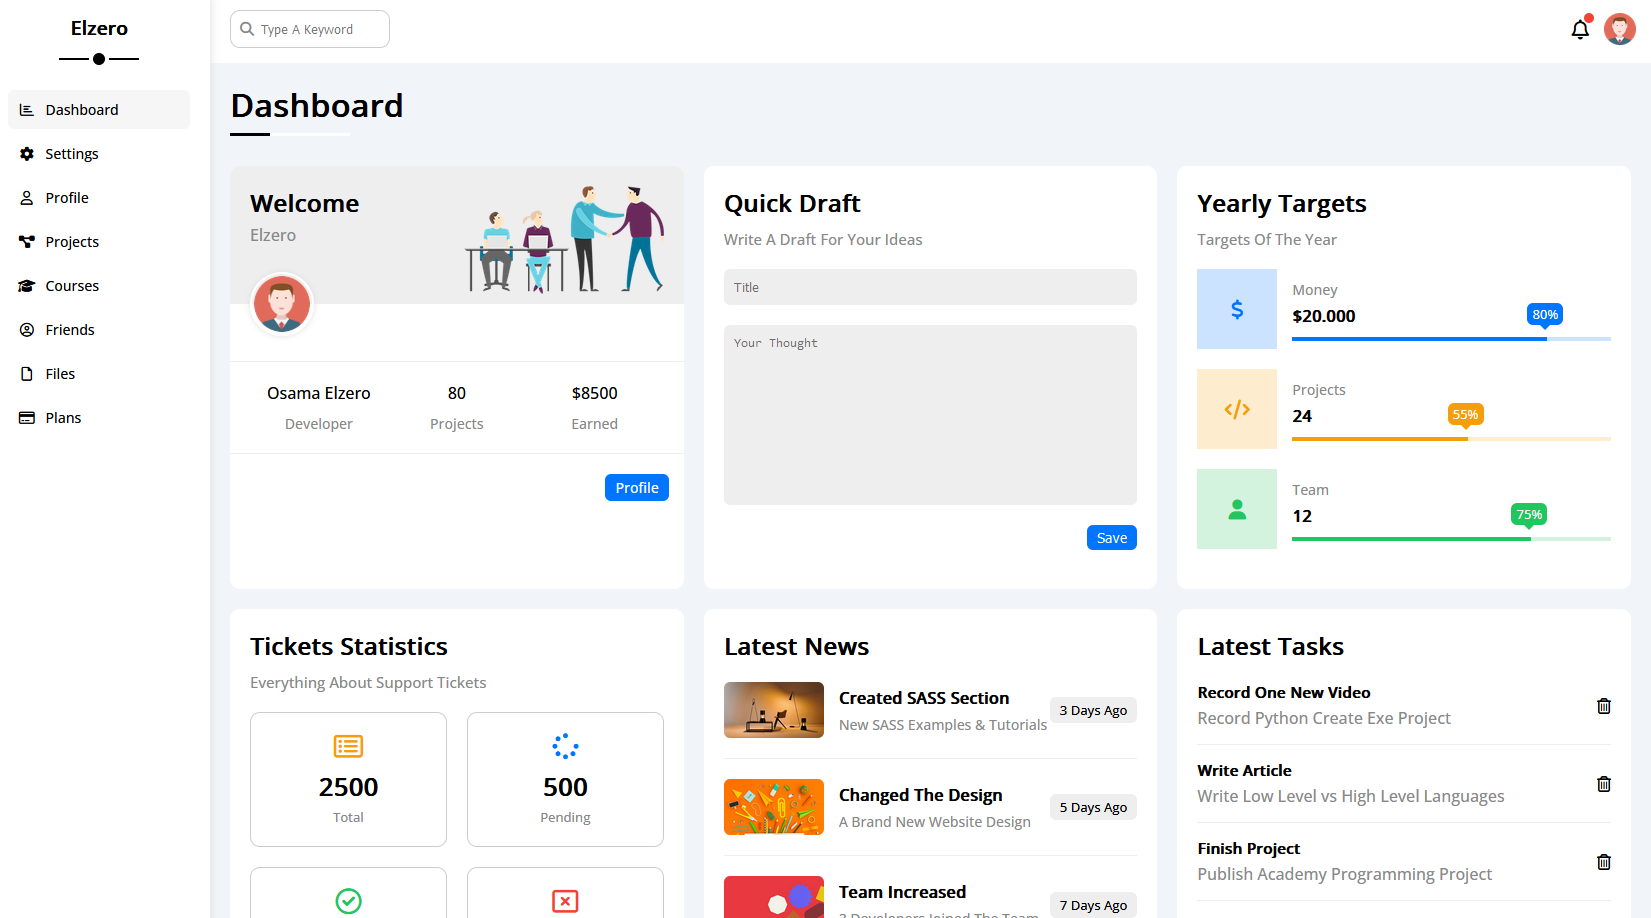 Elzero
Type A Keyword
Dashboard
Settings
Profile
Projects
Courses
Friends
Files
Plans
Dashboard
Welcome
Elzero
Osama Elzero
Developer
80
Projects
$8500
Earned
Profile
Quick Draft
Write A Draft For Your Ideas
Title
Your Thought
Save
Yearly Targets
Targets Of The Year
Money
$20.000
80%
Projects
24
55%
Team
12
75%
Tickets Statistics
Everything About Support Tickets
2500
Total
500
Pending
Latest News
Created SASS Section
New SASS Examples & Tutorials
3 Days Ago
Changed The Design
A Brand New Website Design
5 Days Ago
Team Increased
3 Developers Joined The Team
7 Days Ago
Latest Tasks
Record One New Video
Record Python Create Exe Project
Write Article
Write Low Level vs High Level Languages
Finish Project
Publish Academy Programming Project